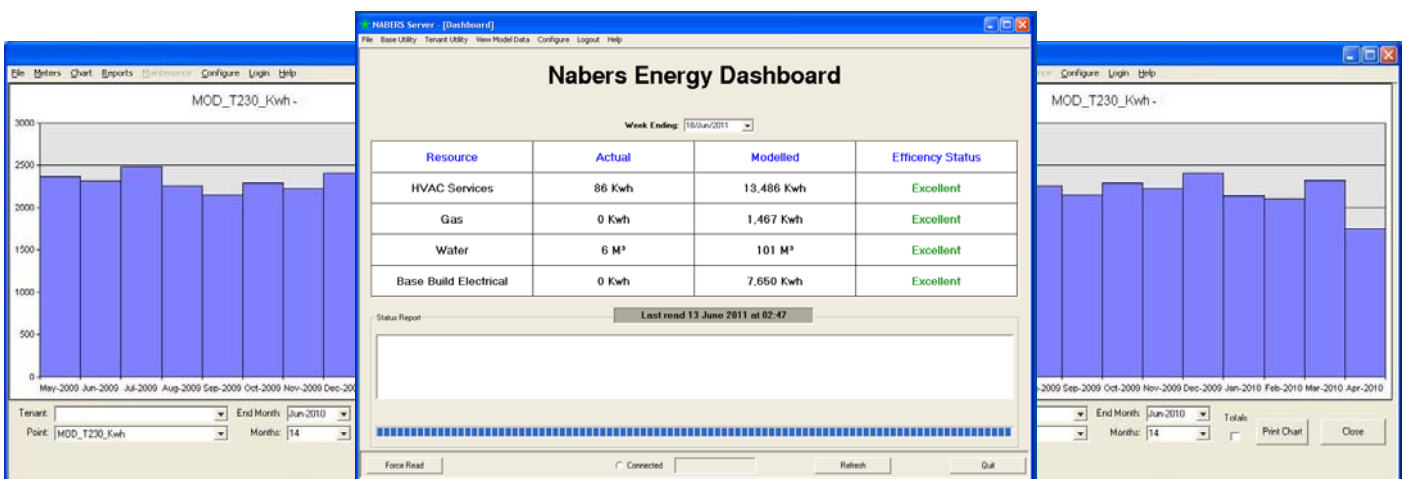 NABERS Server - [Dashboard]
File Base Utility Tenant Utility View Model Data Configure Logout Help
Nabers Energy Dashboard
Week Ending: 18/Jun/2011
Resource Actual Modelled Efficency Status
HVAC Services 86 Kwh 13,486 Kwh Excellent
Gas 0 Kwh 1,467 Kwh Excellent
Water 6 M³ 101 M³ Excellent
Base Build Electrical 0 Kwh 7,650 Kwh Excellent
Status Report
Last read 13 June 2011 at 02:47
Force Read Connected Refresh Quit
File Meters Chart Reports Maintenance Configure Login Help
MOD_T230_Kwh -
3000
2500
2000
1500
1000
500
0
May-2009 Jun-2009 Jul-2009 Aug-2009 Sep-2009 Oct-2009 Nov-2009 Dec-20
Tenant: End Month: Jun-2010
Point: MOD_T230_Kwh Months: 14
Configure Login Help
MOD_T230_Kwh -
-2009 Sep-2009 Oct-2009 Nov-2009 Dec-2009 Jan-2010 Feb-2010 Mar-2010 Apr-2010
End Month: Jun-2010 Totals
Months: 14 Print Chart Close